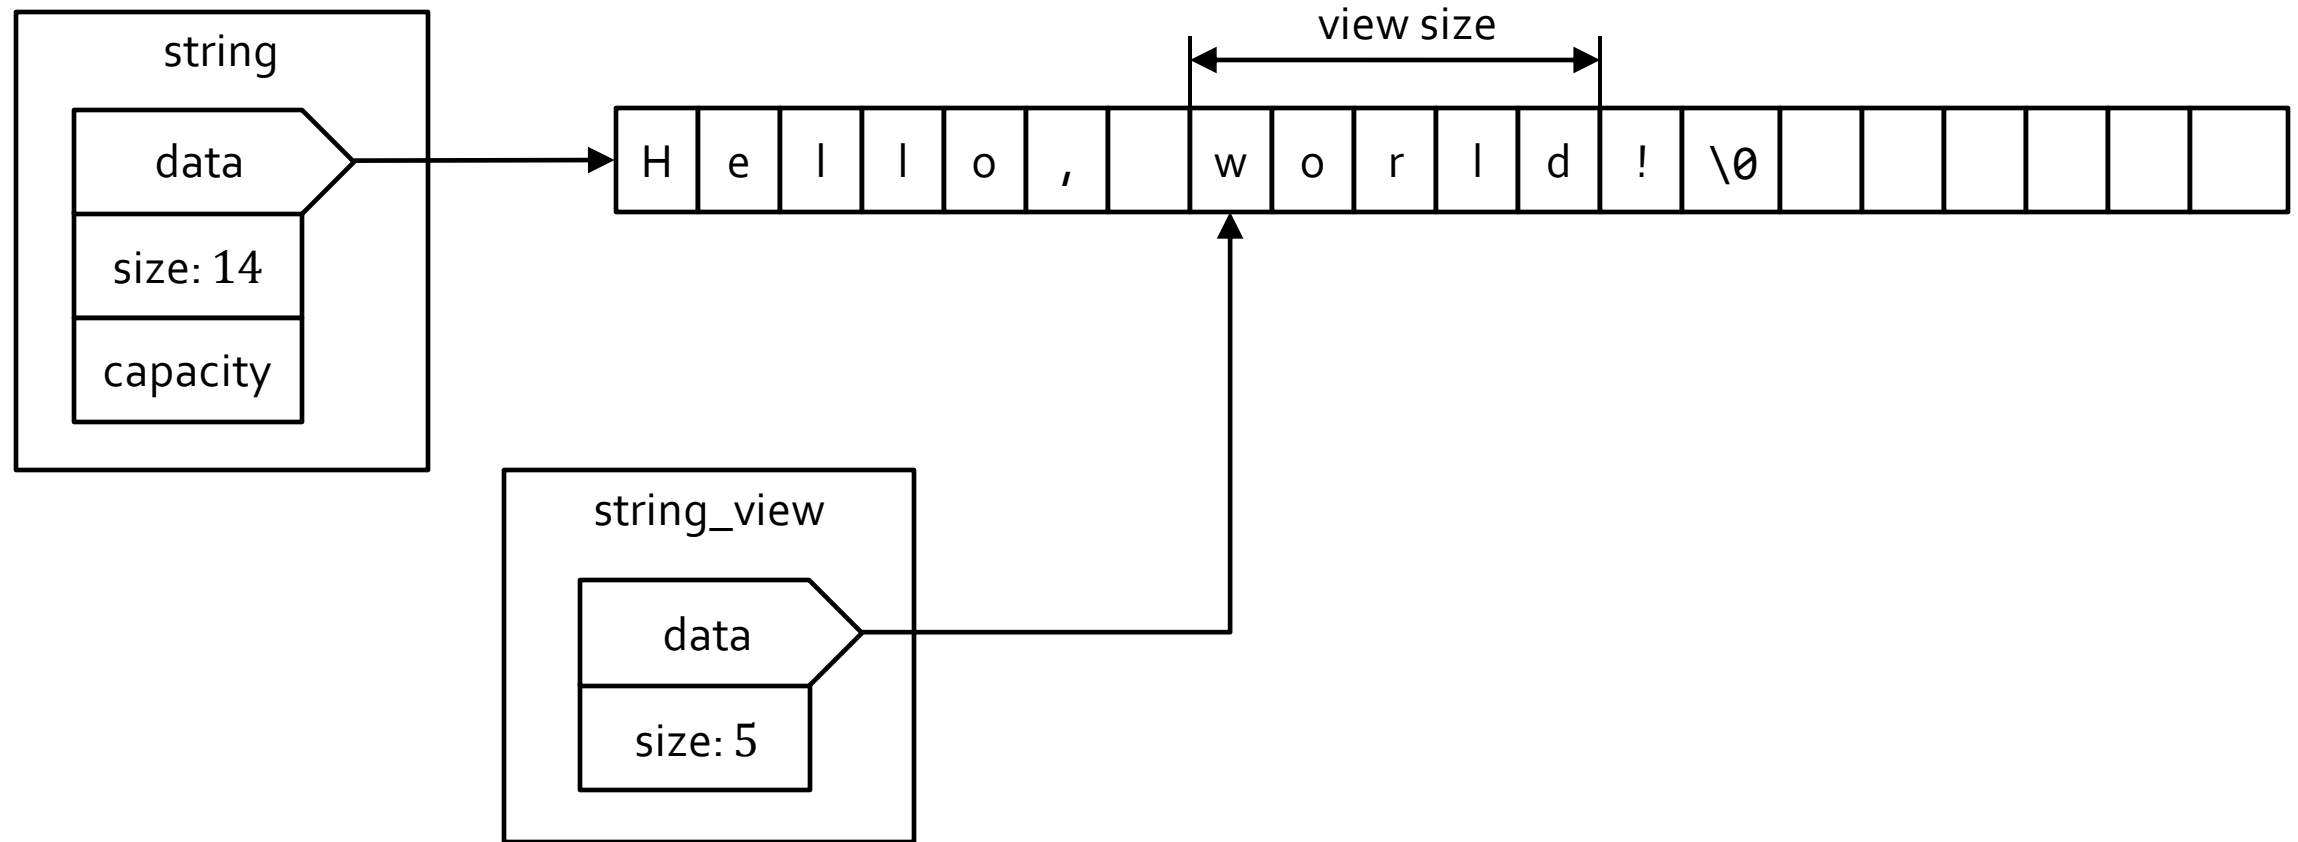 string
data
size: 14
capacity
view size
H e l l o , w o r l d ! \0
string_view
data
size: 5